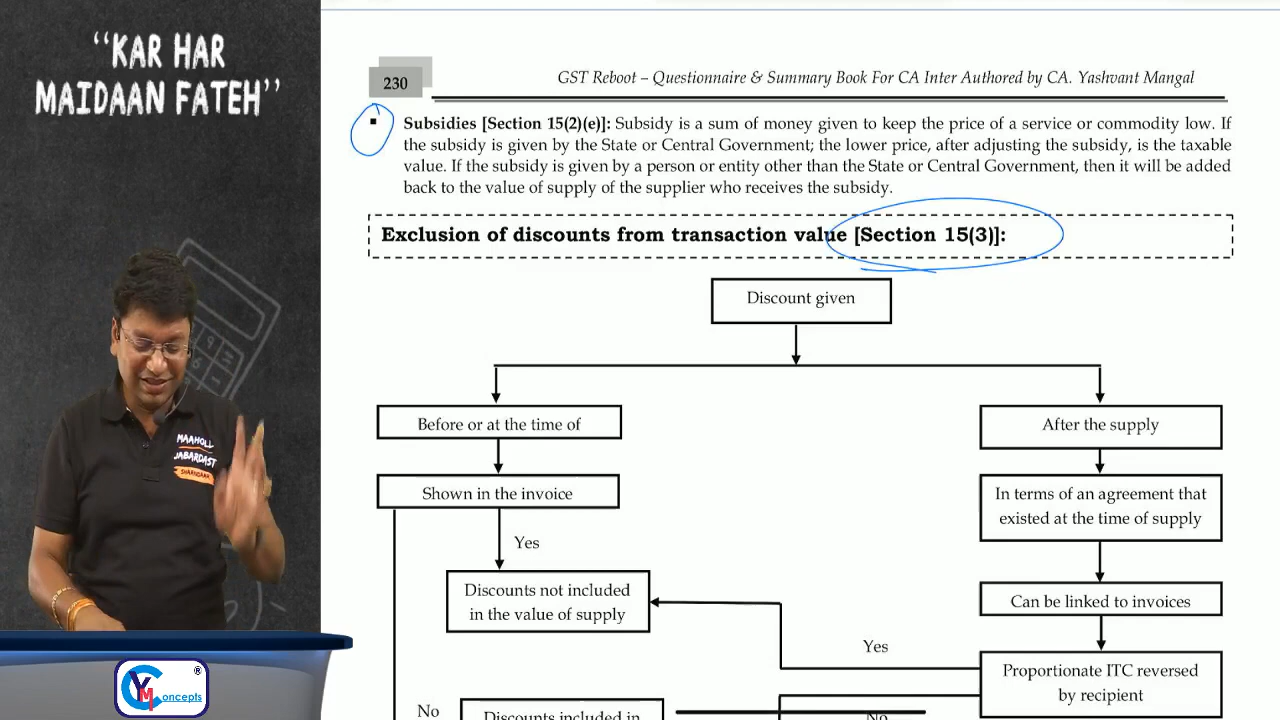 “KAR HAR
MAIDAAN FATEH”
230
GST Reboot – Questionnaire & Summary Book For CA Inter Authored by CA. Yashvant Mangal
▪ Subsidies [Section 15(2)(e)]: Subsidy is a sum of money given to keep the price of a service or commodity low. If
the subsidy is given by the State or Central Government; the lower price, after adjusting the subsidy, is the taxable
value. If the subsidy is given by a person or entity other than the State or Central Government, then it will be added
back to the value of supply of the supplier who receives the subsidy.
Exclusion of discounts from transaction value [Section 15(3)]:
Discount given
Before or at the time of
After the supply
Shown in the invoice
In terms of an agreement that
existed at the time of supply
Yes
Discounts not included
in the value of supply
Can be linked to invoices
Yes
Proportionate ITC reversed
by recipient
No
Discounts included in
No
MAAHOLL
JABARDAST
SHAANDAAR
CYM oncepts ®